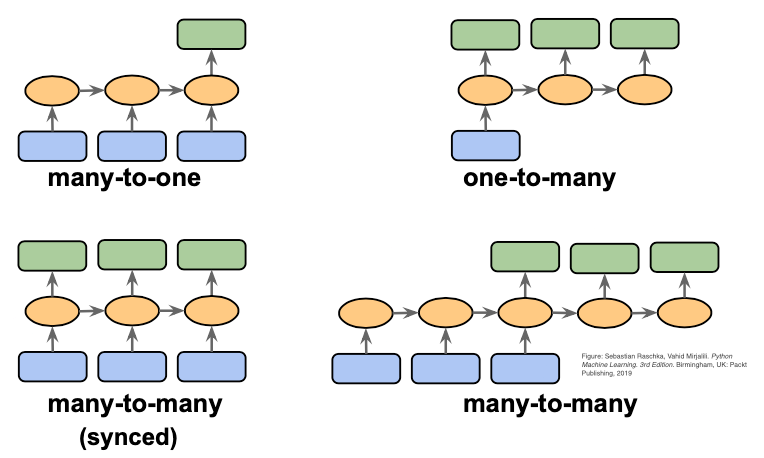 many-to-one
one-to-many
many-to-many
(synced)
Figure: Sebastian Raschka, Vahid Mirjalili. Python
Machine Learning. 3rd Edition. Birmingham, UK: Packt
Publishing, 2019
many-to-many